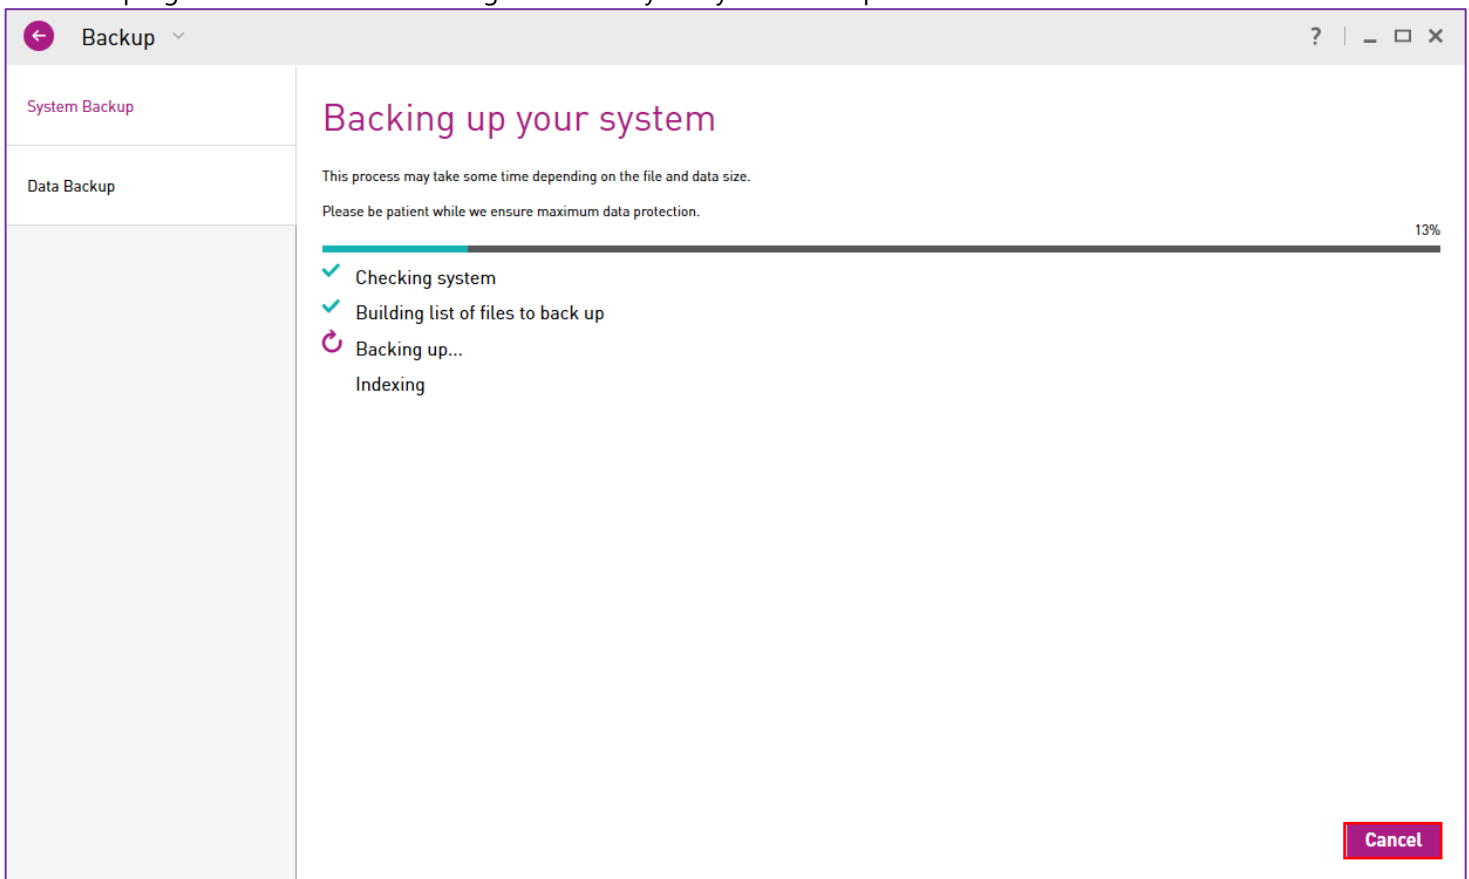 Backup
?
System Backup
Data Backup
Backing up your system
This process may take some time depending on the file and data size.
Please be patient while we ensure maximum data protection.
13%
Checking system
Building list of files to back up
Backing up...
Indexing
Cancel